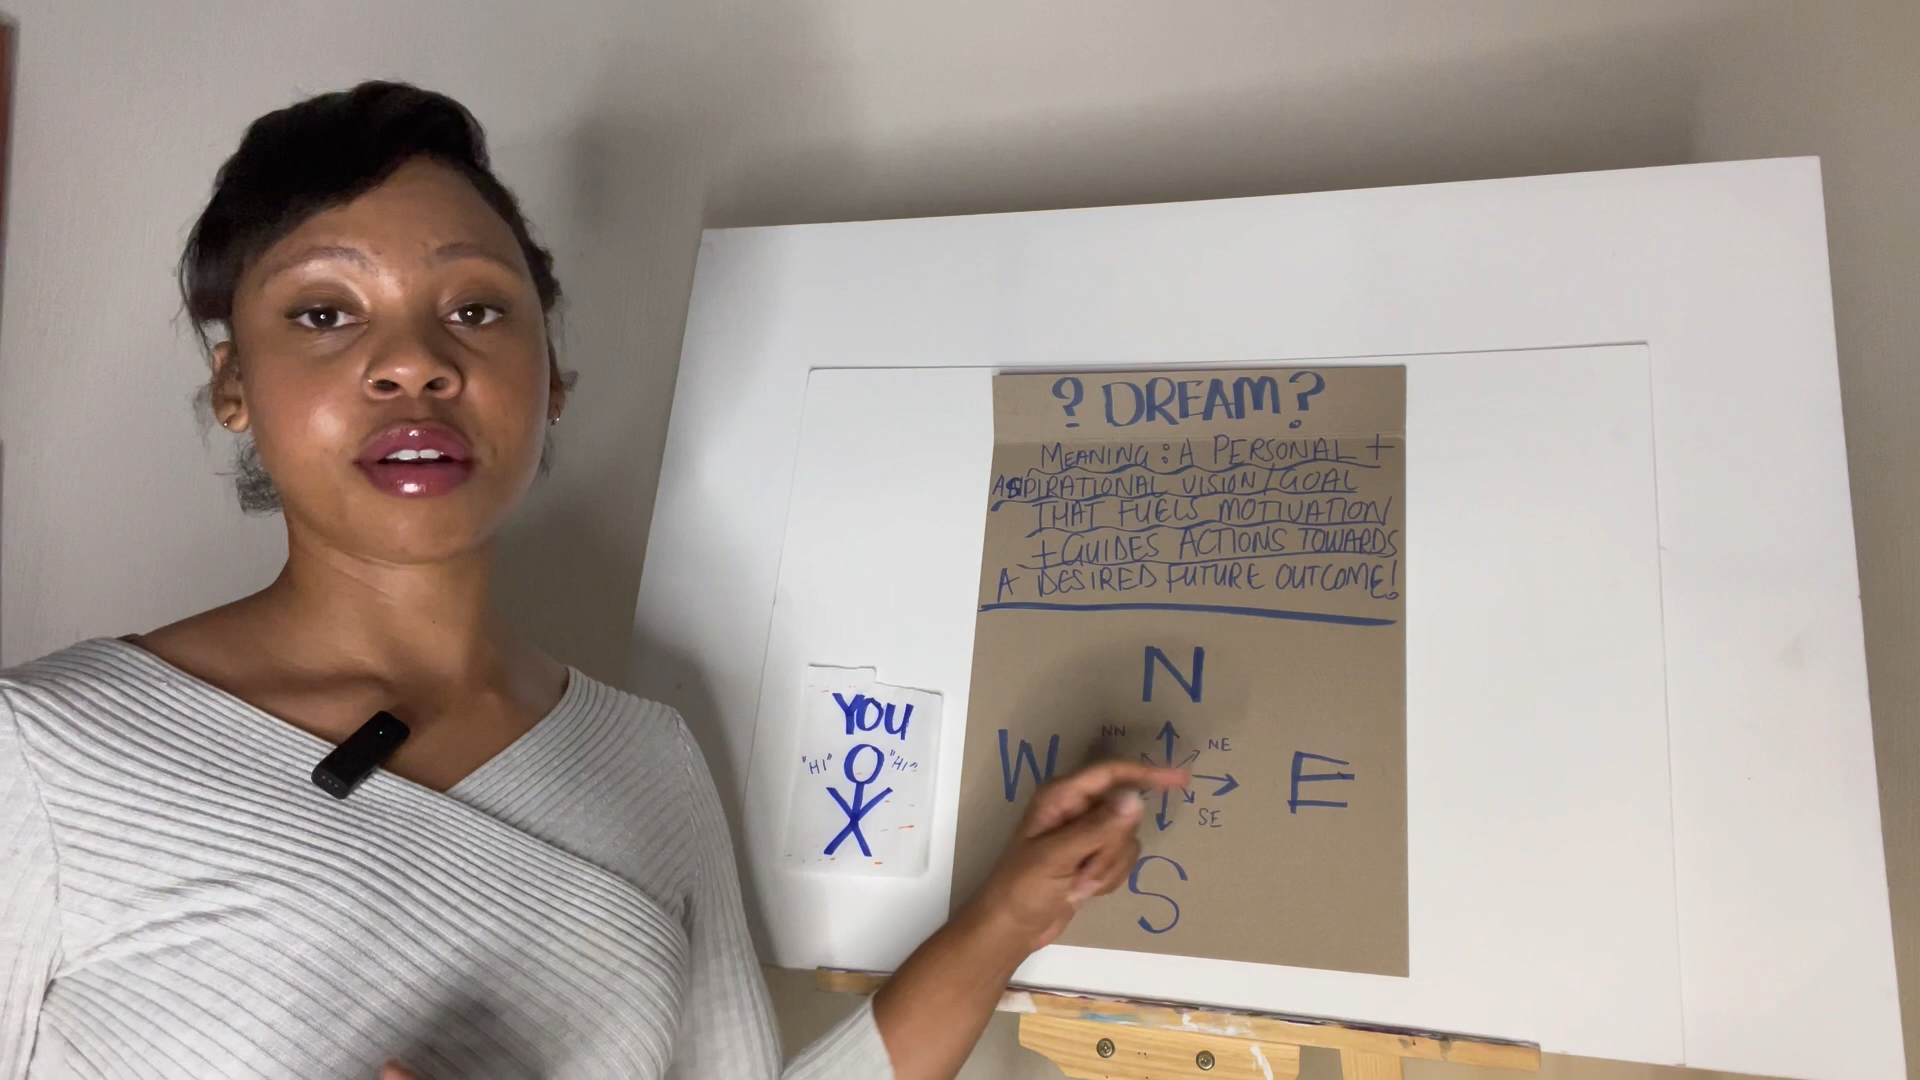 ? DREAM?
MEANING: A PERSONAL +
ASPIRATIONAL VISION/GOAL
THAT FUELS MOTIVATION
+ GUIDES ACTIONS TOWARDS
A DESIRED FUTURE OUTCOME!
N
NN
NE
W
E
SE
S
YOU
"HI" "HI"